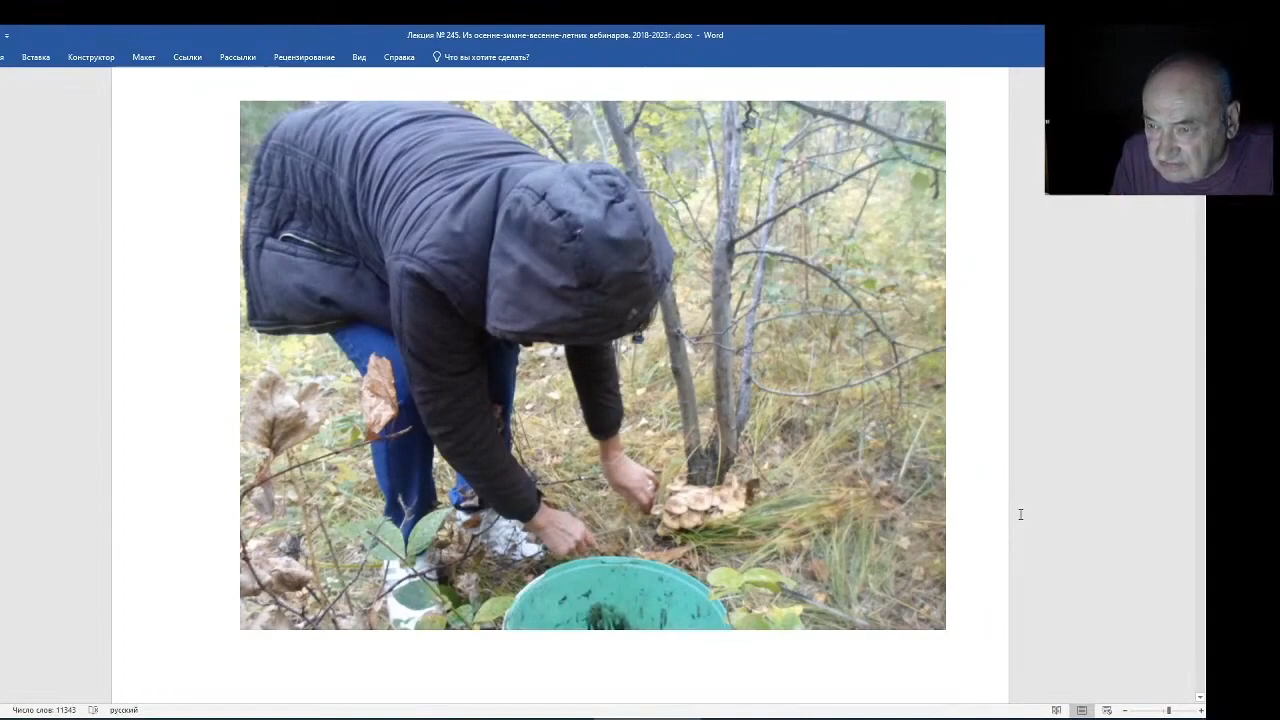 Лекция № 245. Из осенне-зимне-весенне-летних вебинаров. 2018-2023г..docx - Word
Вставка Конструктор Макет Ссылки Рассылки Рецензирование Вид Справка Что вы хотите сделать?
Число слов: 11343 русский